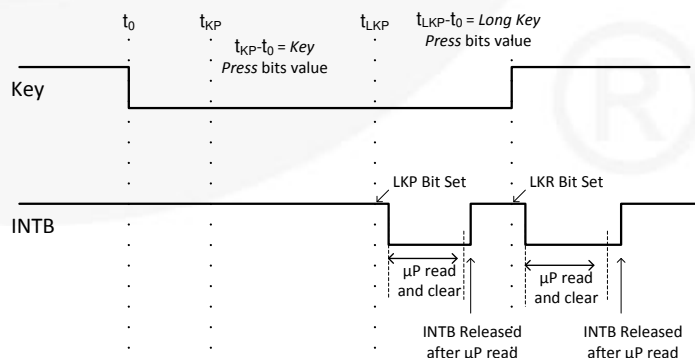 t0 tKP tLKP
tKP-t0 = Key
Press bits value
tLKP-t0 = Long Key
Press bits value
Key
®
LKP Bit Set
LKR Bit Set
INTB
µP read
and clear
µP read
and clear
INTB Released
after µP read
INTB Released
after µP read